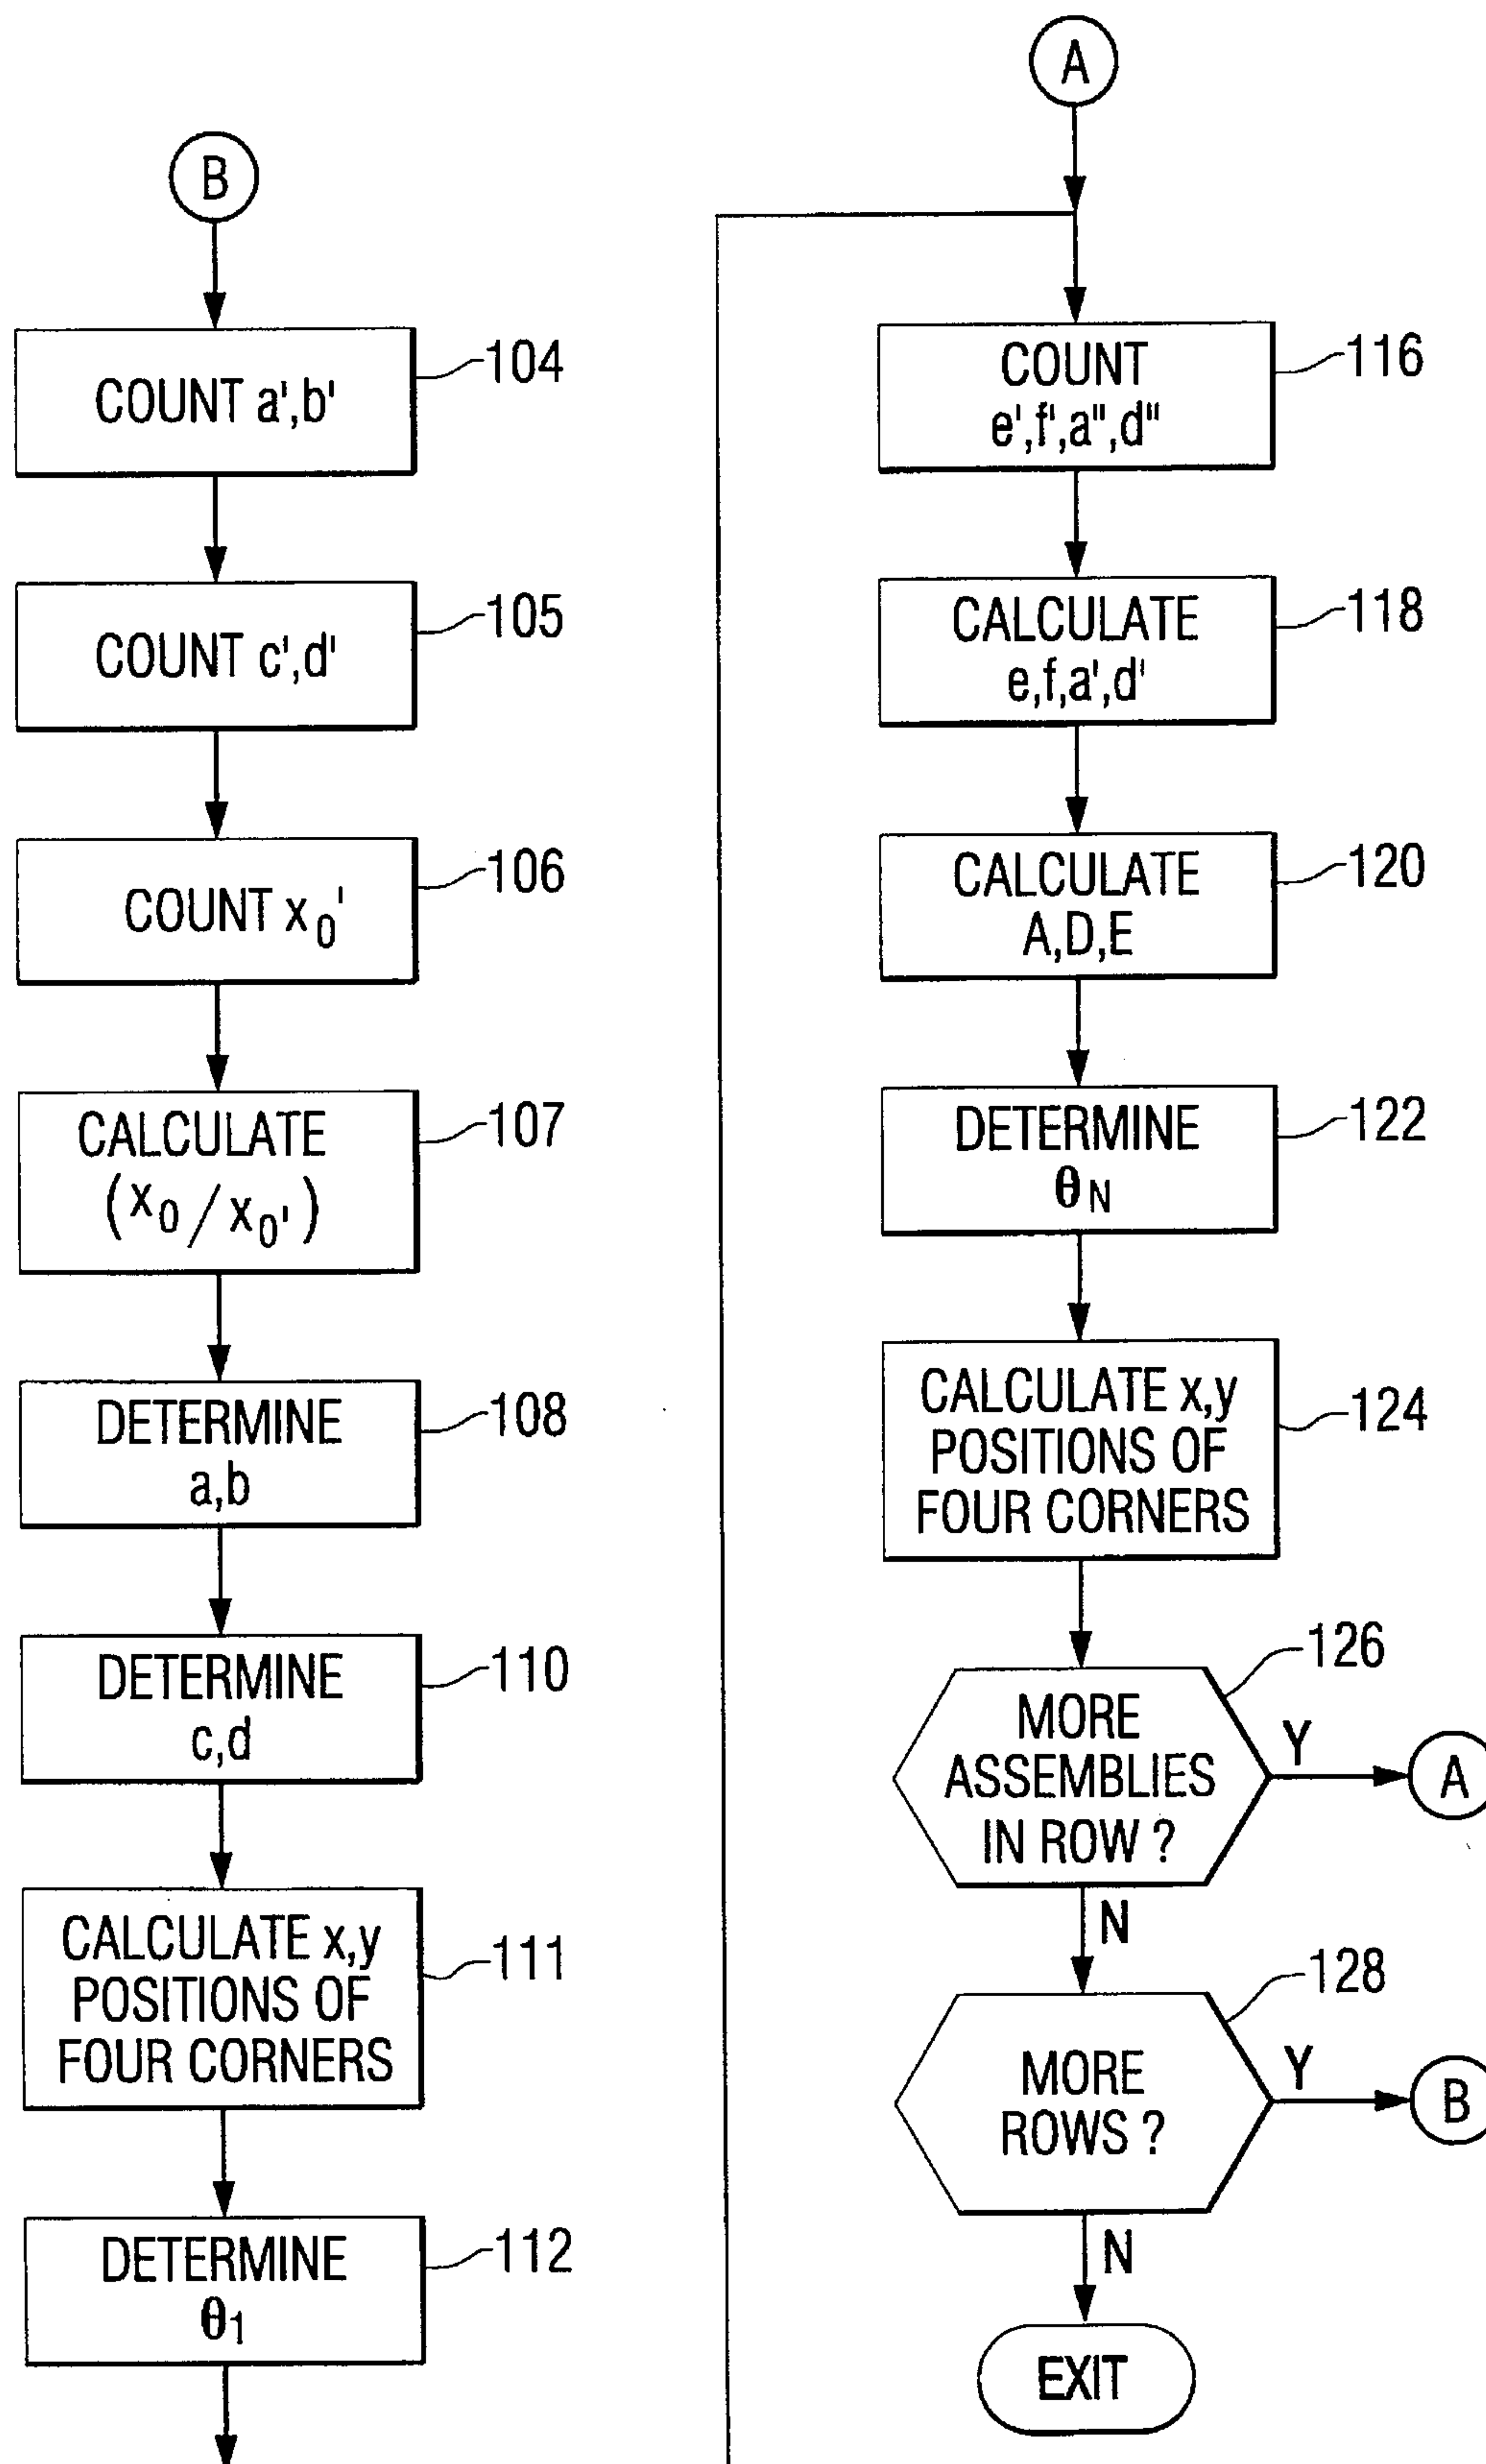 B
COUNT a',b'
104
COUNT c',d'
105
COUNT x0'
106
CALCULATE
(x0/x0')
107
DETERMINE
a,b
108
DETERMINE
c,d
110
CALCULATE x,y
POSITIONS OF
FOUR CORNERS
111
DETERMINE
θ1
112
A
COUNT
e',f',a",d"
116
CALCULATE
e,f,a',d'
118
CALCULATE
A,D,E
120
DETERMINE
θN
122
CALCULATE x,y
POSITIONS OF
FOUR CORNERS
124
MORE
ASSEMBLIES
IN ROW ?
126
Y
A
N
MORE
ROWS ?
128
Y
B
N
EXIT